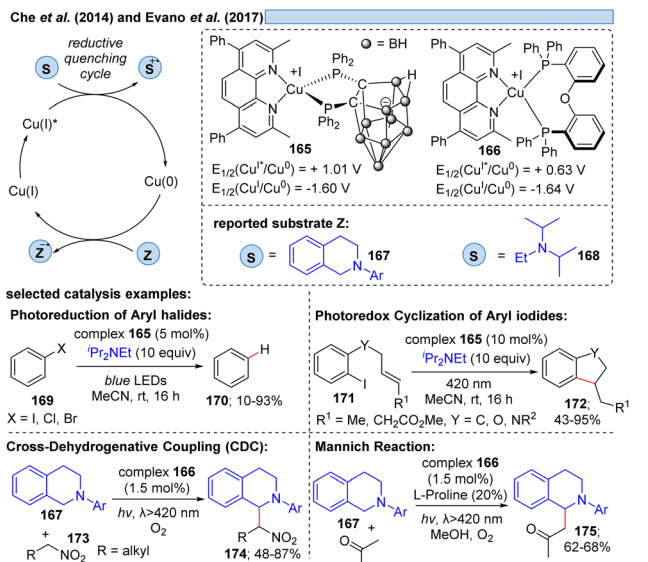 Che et al. (2014) and Evano et al. (2017)
reductive
quenching
cycle
S
S
+•
Cu(I)*
Cu(I)
Cu(0)
Z
–•
Z
Ph
Me
N
N
Ph
Me
+I
Cu
Ph2
P
P
Ph2
C
C
H
⊖
= BH
165
E1/2(CuI*/Cu0) = + 1.01 V
E1/2(CuI/Cu0) = -1.60 V
Ph
Me
N
N
Ph
Me
+I
Cu
Ph Ph
P
O
P
Ph Ph
166
E1/2(CuI*/Cu0) = + 0.63 V
E1/2(CuI/Cu0) = -1.64 V
reported substrate Z:
S = N Ar 167
S = Et N 168
selected catalysis examples:
Photoreduction of Aryl halides:
X
169
X = I, Cl, Br
complex 165 (5 mol%)
iPr2NEt (10 equiv)
blue LEDs
MeCN, rt, 16 h
H
170; 10-93%
Photoredox Cyclization of Aryl iodides:
Y
I
R1
171
complex 165 (10 mol%)
iPr2NEt (10 equiv)
420 nm
MeCN, rt, 16 h
Y
R1
172;
43-95%
R1 = Me, CH2CO2Me, Y = C, O, NR2
Cross-Dehydrogenative Coupling (CDC):
N Ar
167
+
173
R NO2 R = alkyl
complex 166
(1.5 mol%)
hv, λ>420 nm
O2
N Ar
R NO2
174; 48-87%
Mannich Reaction:
N Ar
167
+
O
complex 166
(1.5 mol%)
L-Proline (20%)
hv, λ>420 nm
MeOH, O2
N Ar
O
175;
62-68%